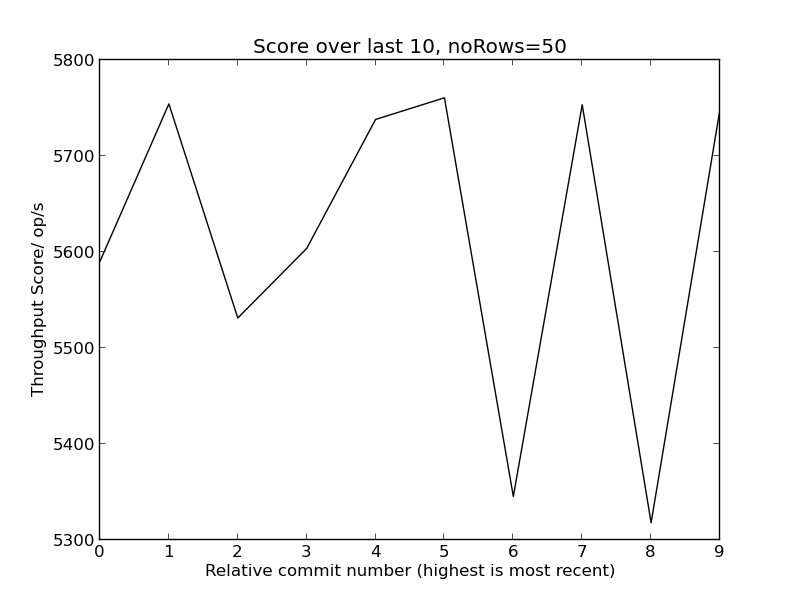 Score over last 10, noRows=50
5800
5700
5600
5500
5400
5300
Throughput Score/ op/s
0 1 2 3 4 5 6 7 8 9
Relative commit number (highest is most recent)